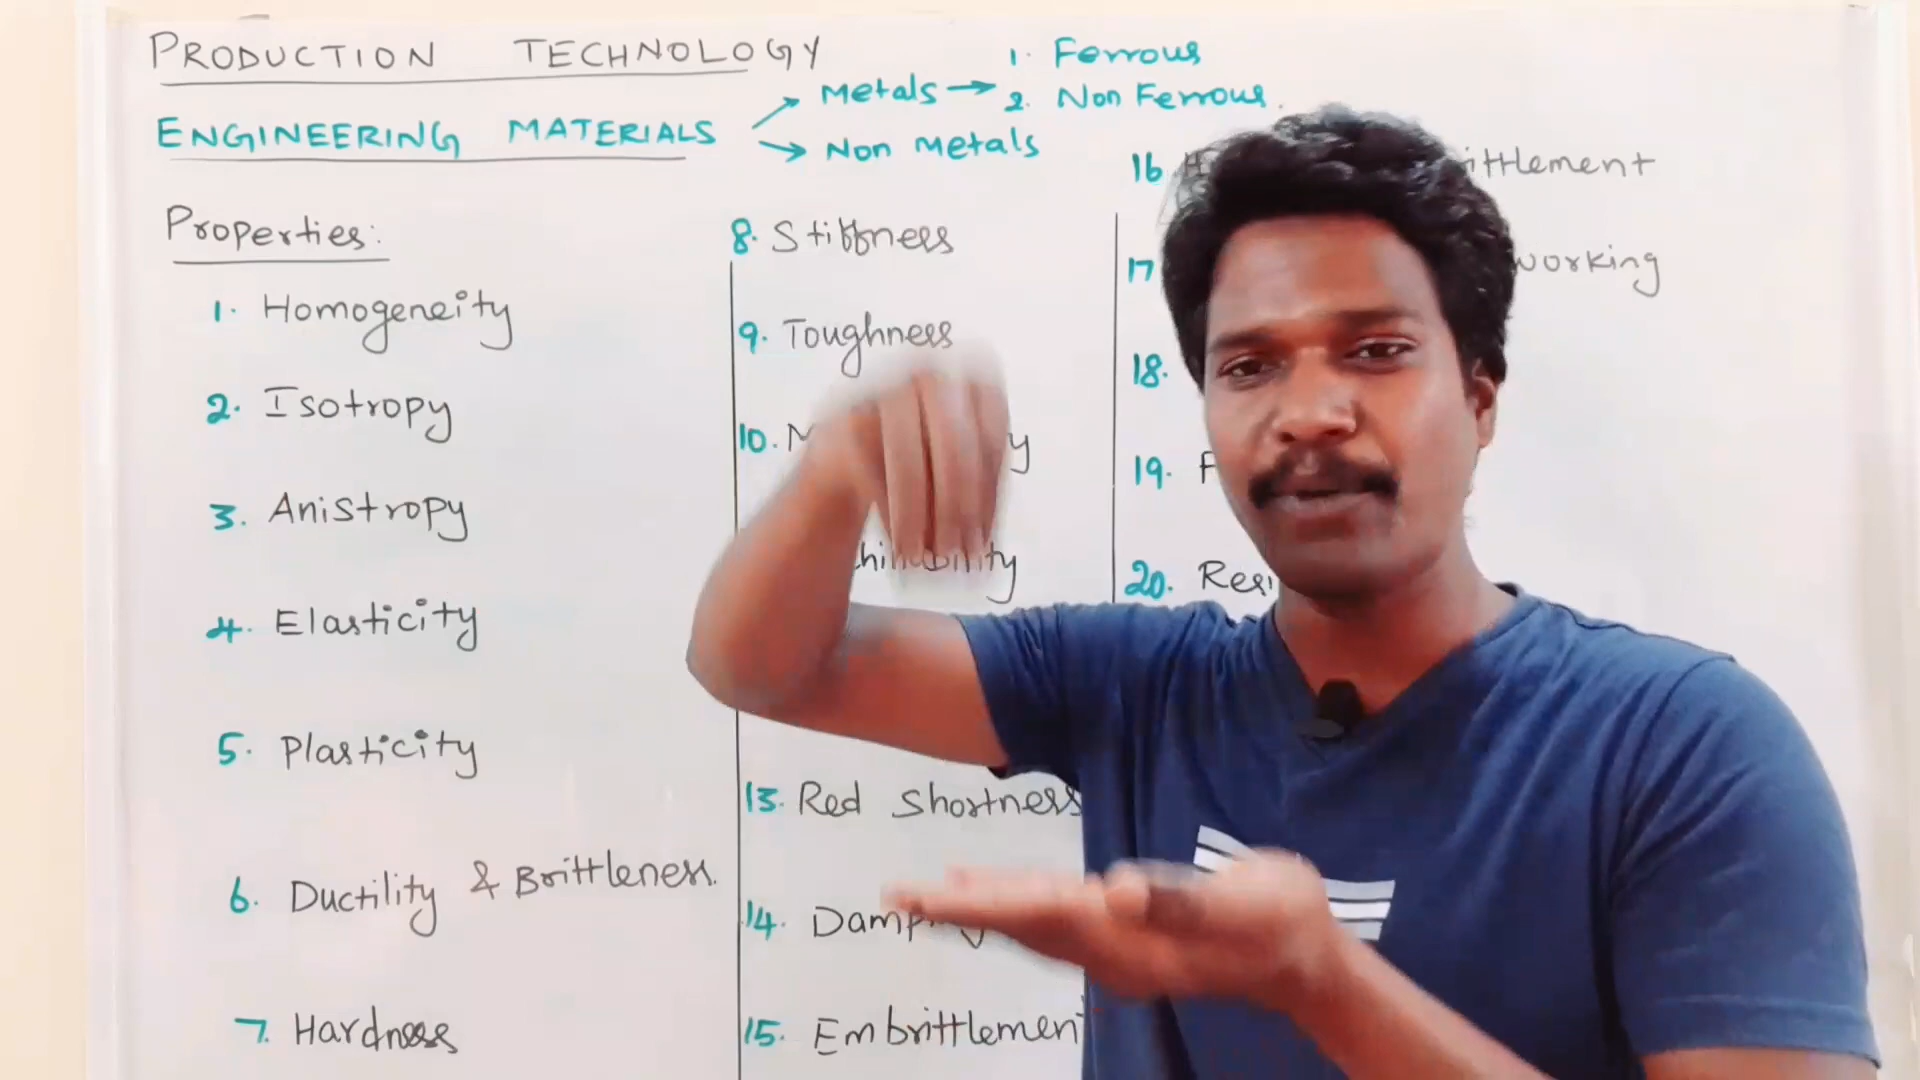 PRODUCTION TECHNOLOGY
ENGINEERING MATERIALS
Metals
1. Ferrous
2. Non Ferrous.
Non Metals
Properties:
1. Homogeneity
2. Isotropy
3. Anistropy
4. Elasticity
5. Plasticity
6. Ductility & Brittleness.
7. Hardness
8. Stiffness
9. Toughness
10.
13. Red Shortness
14.
15. Embrittlement
16
17 working
18.
19.
20.